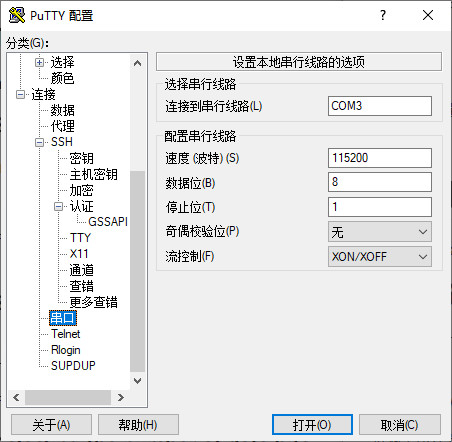 PuTTY 配置
分类(G):
选择
颜色
连接
数据
代理
SSH
密钥
主机密钥
加密
认证
GSSAPI
TTY
X11
通道
查错
更多查错
串口
Telnet
Rlogin
SUPDUP
设置本地串行线路的选项
选择串行线路
连接到串行线路(L) COM3
配置串行线路
速度 (波特) (S) 115200
数据位(B) 8
停止位(T) 1
奇偶校验位(P) 无
流控制(F) XON/XOFF
关于(A) 帮助(H) 打开(O) 取消(C)